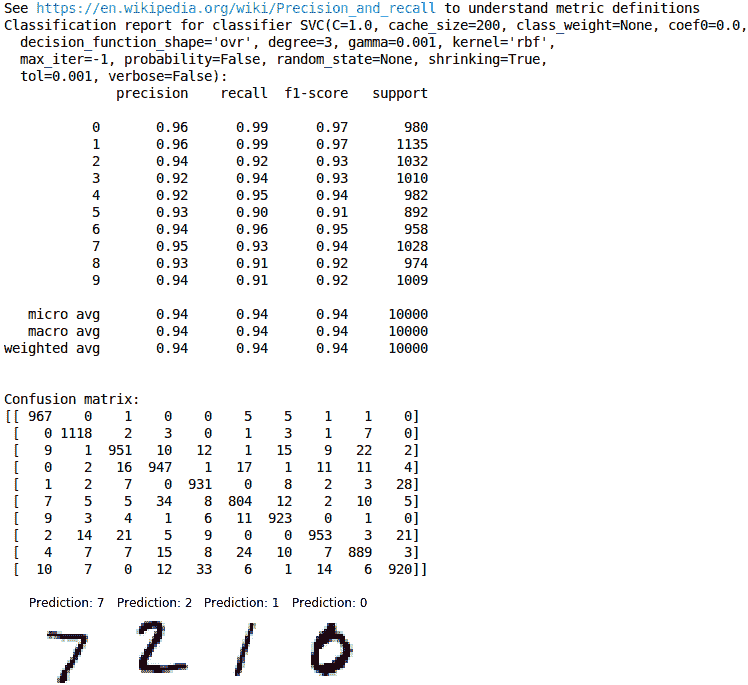 See https://en.wikipedia.org/wiki/Precision_and_recall to understand metric definitions
Classification report for classifier SVC(C=1.0, cache_size=200, class_weight=None, coef0=0.0,
decision_function_shape='ovr', degree=3, gamma=0.001, kernel='rbf',
max_iter=-1, probability=False, random_state=None, shrinking=True,
tol=0.001, verbose=False):
precision recall f1-score support
0 0.96 0.99 0.97 980
1 0.96 0.99 0.97 1135
2 0.94 0.92 0.93 1032
3 0.92 0.94 0.93 1010
4 0.92 0.95 0.94 982
5 0.93 0.90 0.91 892
6 0.94 0.96 0.95 958
7 0.95 0.93 0.94 1028
8 0.93 0.91 0.92 974
9 0.94 0.91 0.92 1009
micro avg 0.94 0.94 0.94 10000
macro avg 0.94 0.94 0.94 10000
weighted avg 0.94 0.94 0.94 10000
Confusion matrix:
[[ 967 0 1 0 0 5 5 1 1 0]
[ 0 1118 2 3 0 1 3 1 7 0]
[ 9 1 951 10 12 1 15 9 22 2]
[ 0 2 16 947 1 17 1 11 11 4]
[ 1 2 7 0 931 0 8 2 3 28]
[ 7 5 5 34 8 804 12 2 10 5]
[ 9 3 4 1 6 11 923 0 1 0]
[ 2 14 21 5 9 0 0 953 3 21]
[ 4 7 7 15 8 24 10 7 889 3]
[ 10 7 0 12 33 6 1 14 6 920]]
Prediction: 7 Prediction: 2 Prediction: 1 Prediction: 0
7 2 1 0